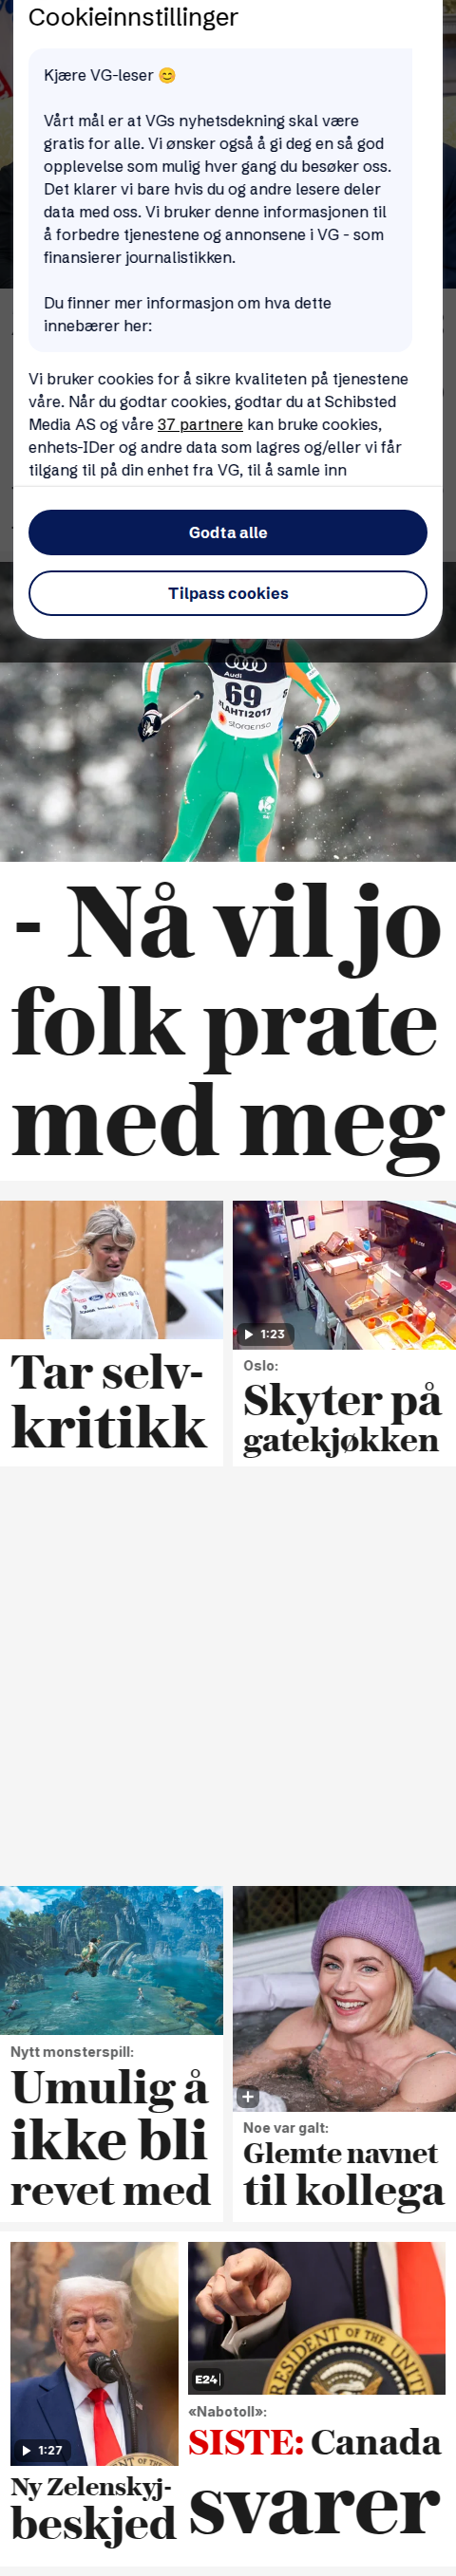 Cookieinnstillinger
Kjære VG-leser 😊
Vårt mål er at VGs nyhetsdekning skal være
gratis for alle. Vi ønsker også å gi deg en så god
opplevelse som mulig hver gang du besøker oss.
Det klarer vi bare hvis du og andre lesere deler
data med oss. Vi bruker denne informasjonen til
å forbedre tjenestene og annonsene i VG - som
finansierer journalistikken.
Du finner mer informasjon om hva dette
innebærer her:
Vi bruker cookies for å sikre kvaliteten på tjenestene
våre. Når du godtar cookies, godtar du at Schibsted
Media AS og våre 37 partnere kan bruke cookies,
enhets-IDer og andre data som lagres og/eller vi får
tilgang til på din enhet fra VG, til å samle inn
Godta alle
Tilpass cookies
Audi
69
LAHTI2017
storaenso
- Nå vil jo
folk prate
med meg
1:23
Tar selv-
kritikk
Oslo:
Skyter på
gatekjøkken
Nytt monsterspill:
Umulig å
ikke bli
revet med
Noe var galt:
Glemte navnet
til kollega
1:27
Ny Zelenskyj-
beskjed
PRESIDENT OF THE UNITED
E24
«Nabotoll»:
SISTE: Canada
svarer